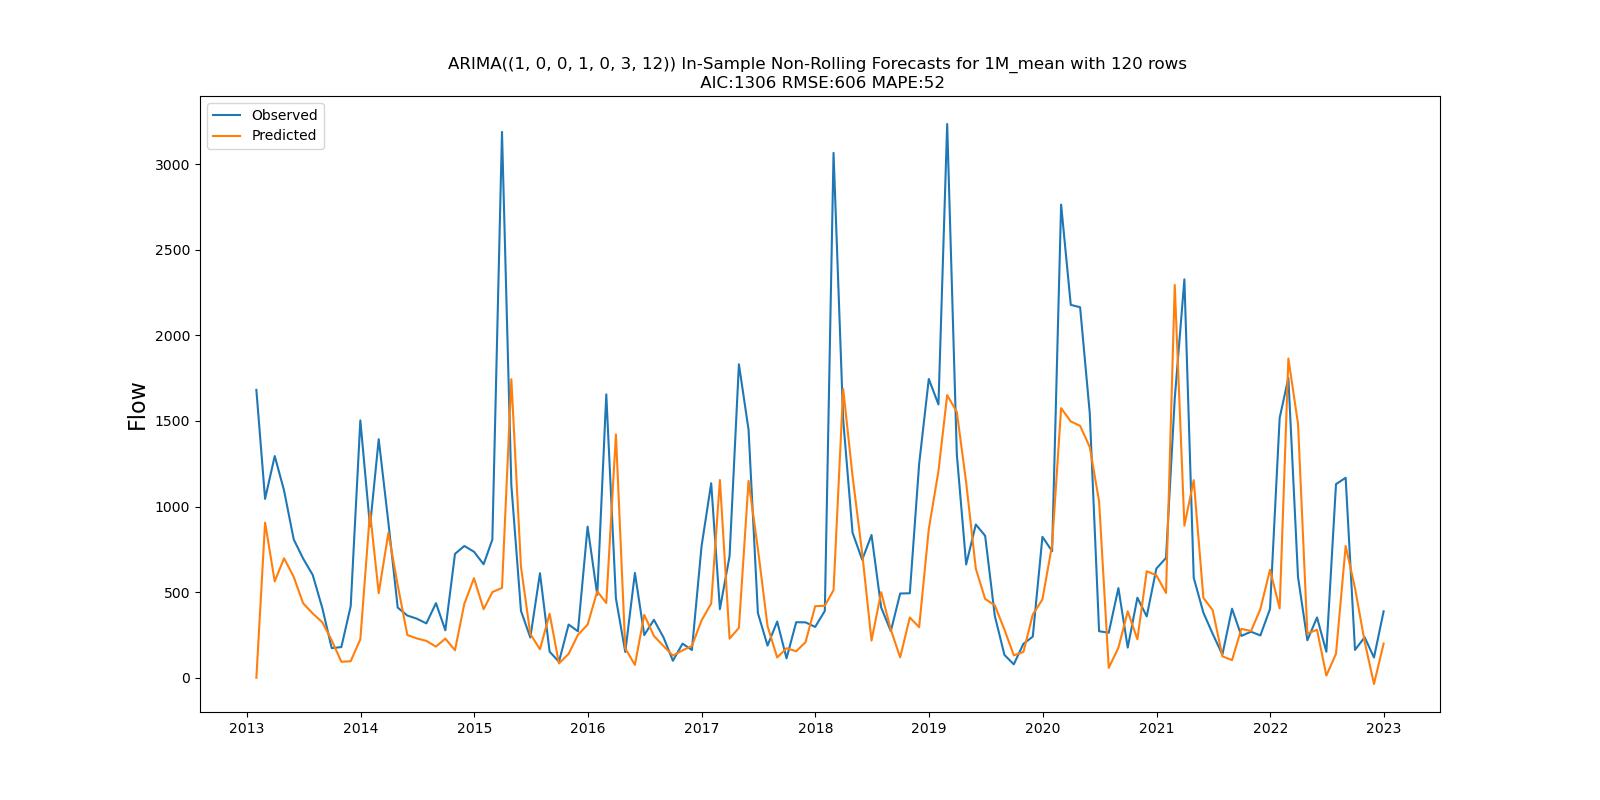 ARIMA((1, 0, 0, 1, 0, 3, 12)) In-Sample Non-Rolling Forecasts for 1M_mean with 120 rows
AIC:1306 RMSE:606 MAPE:52
Observed
Predicted
Flow
3000
2500
2000
1500
1000
500
0
2013 2014 2015 2016 2017 2018 2019 2020 2021 2022 2023